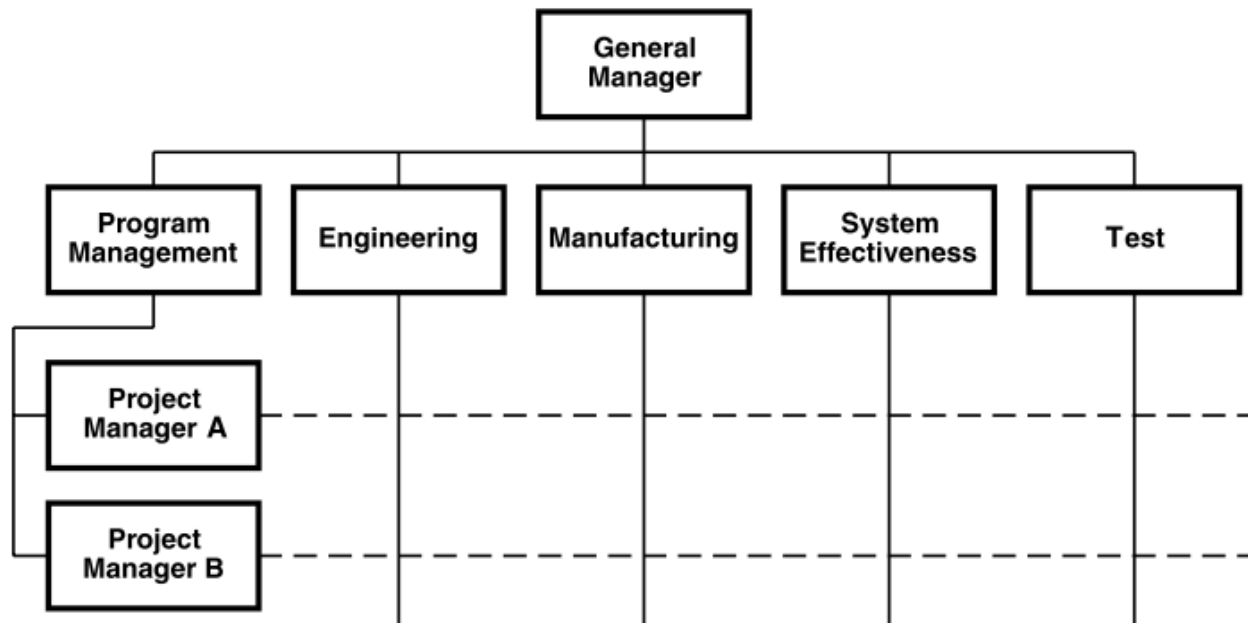 General
Manager
Program
Management
Engineering
Manufacturing
System
Effectiveness
Test
Project
Manager A
Project
Manager B